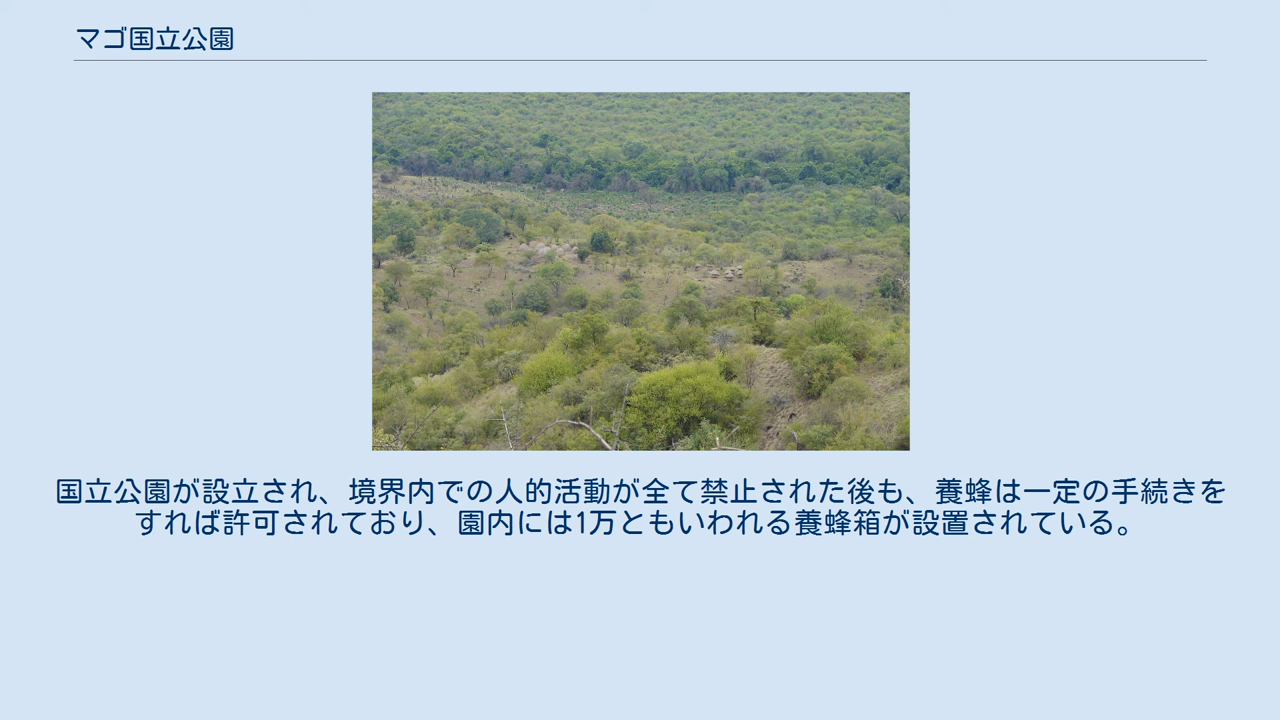 マゴ国立公園
国立公園が設立され、境界内での人的活動が全て禁止された後も、養蜂は一定の手続きを
すれば許可されており、園内には1万ともいわれる養蜂箱が設置されている。